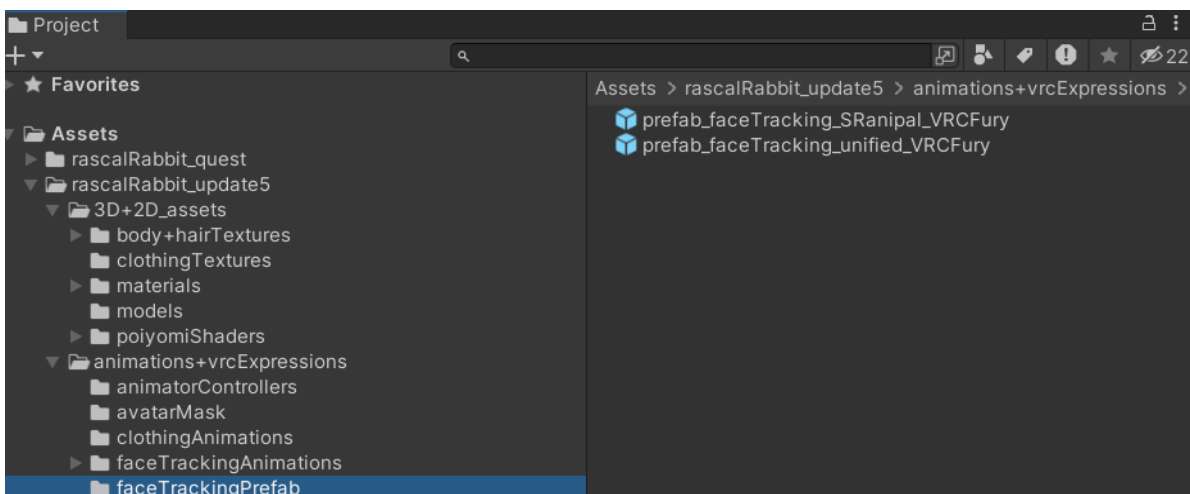 Project
22
Favorites
Assets > rascalRabbit_update5 > animations+vrcExpressions >
Assets
rascalRabbit_quest
rascalRabbit_update5
3D+2D_assets
body+hairTextures
clothingTextures
materials
models
poiyomiShaders
animations+vrcExpressions
animatorControllers
avatarMask
clothingAnimations
faceTrackingAnimations
faceTrackingPrefab
prefab_faceTracking_SRanipal_VRCFury
prefab_faceTracking_unified_VRCFury